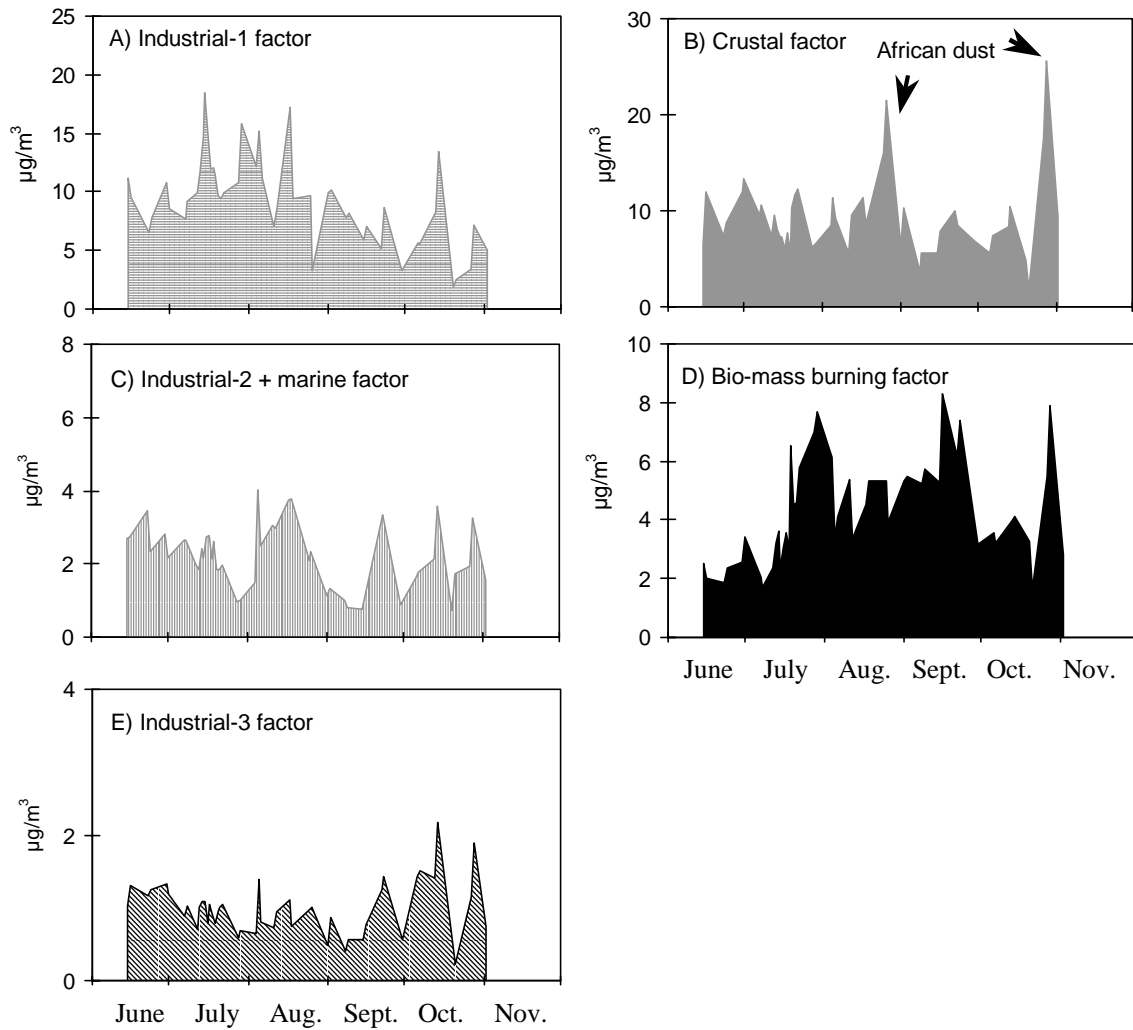 A) Industrial-1 factor
25
20
15
10
5
0
µg/m³
B) Crustal factor
African dust
30
20
10
0
µg/m³
C) Industrial-2 + marine factor
8
6
4
2
0
µg/m³
D) Bio-mass burning factor
10
8
6
4
2
0
µg/m³
June July Aug. Sept. Oct. Nov.
E) Industrial-3 factor
4
2
0
µg/m³
June July Aug. Sept. Oct. Nov.